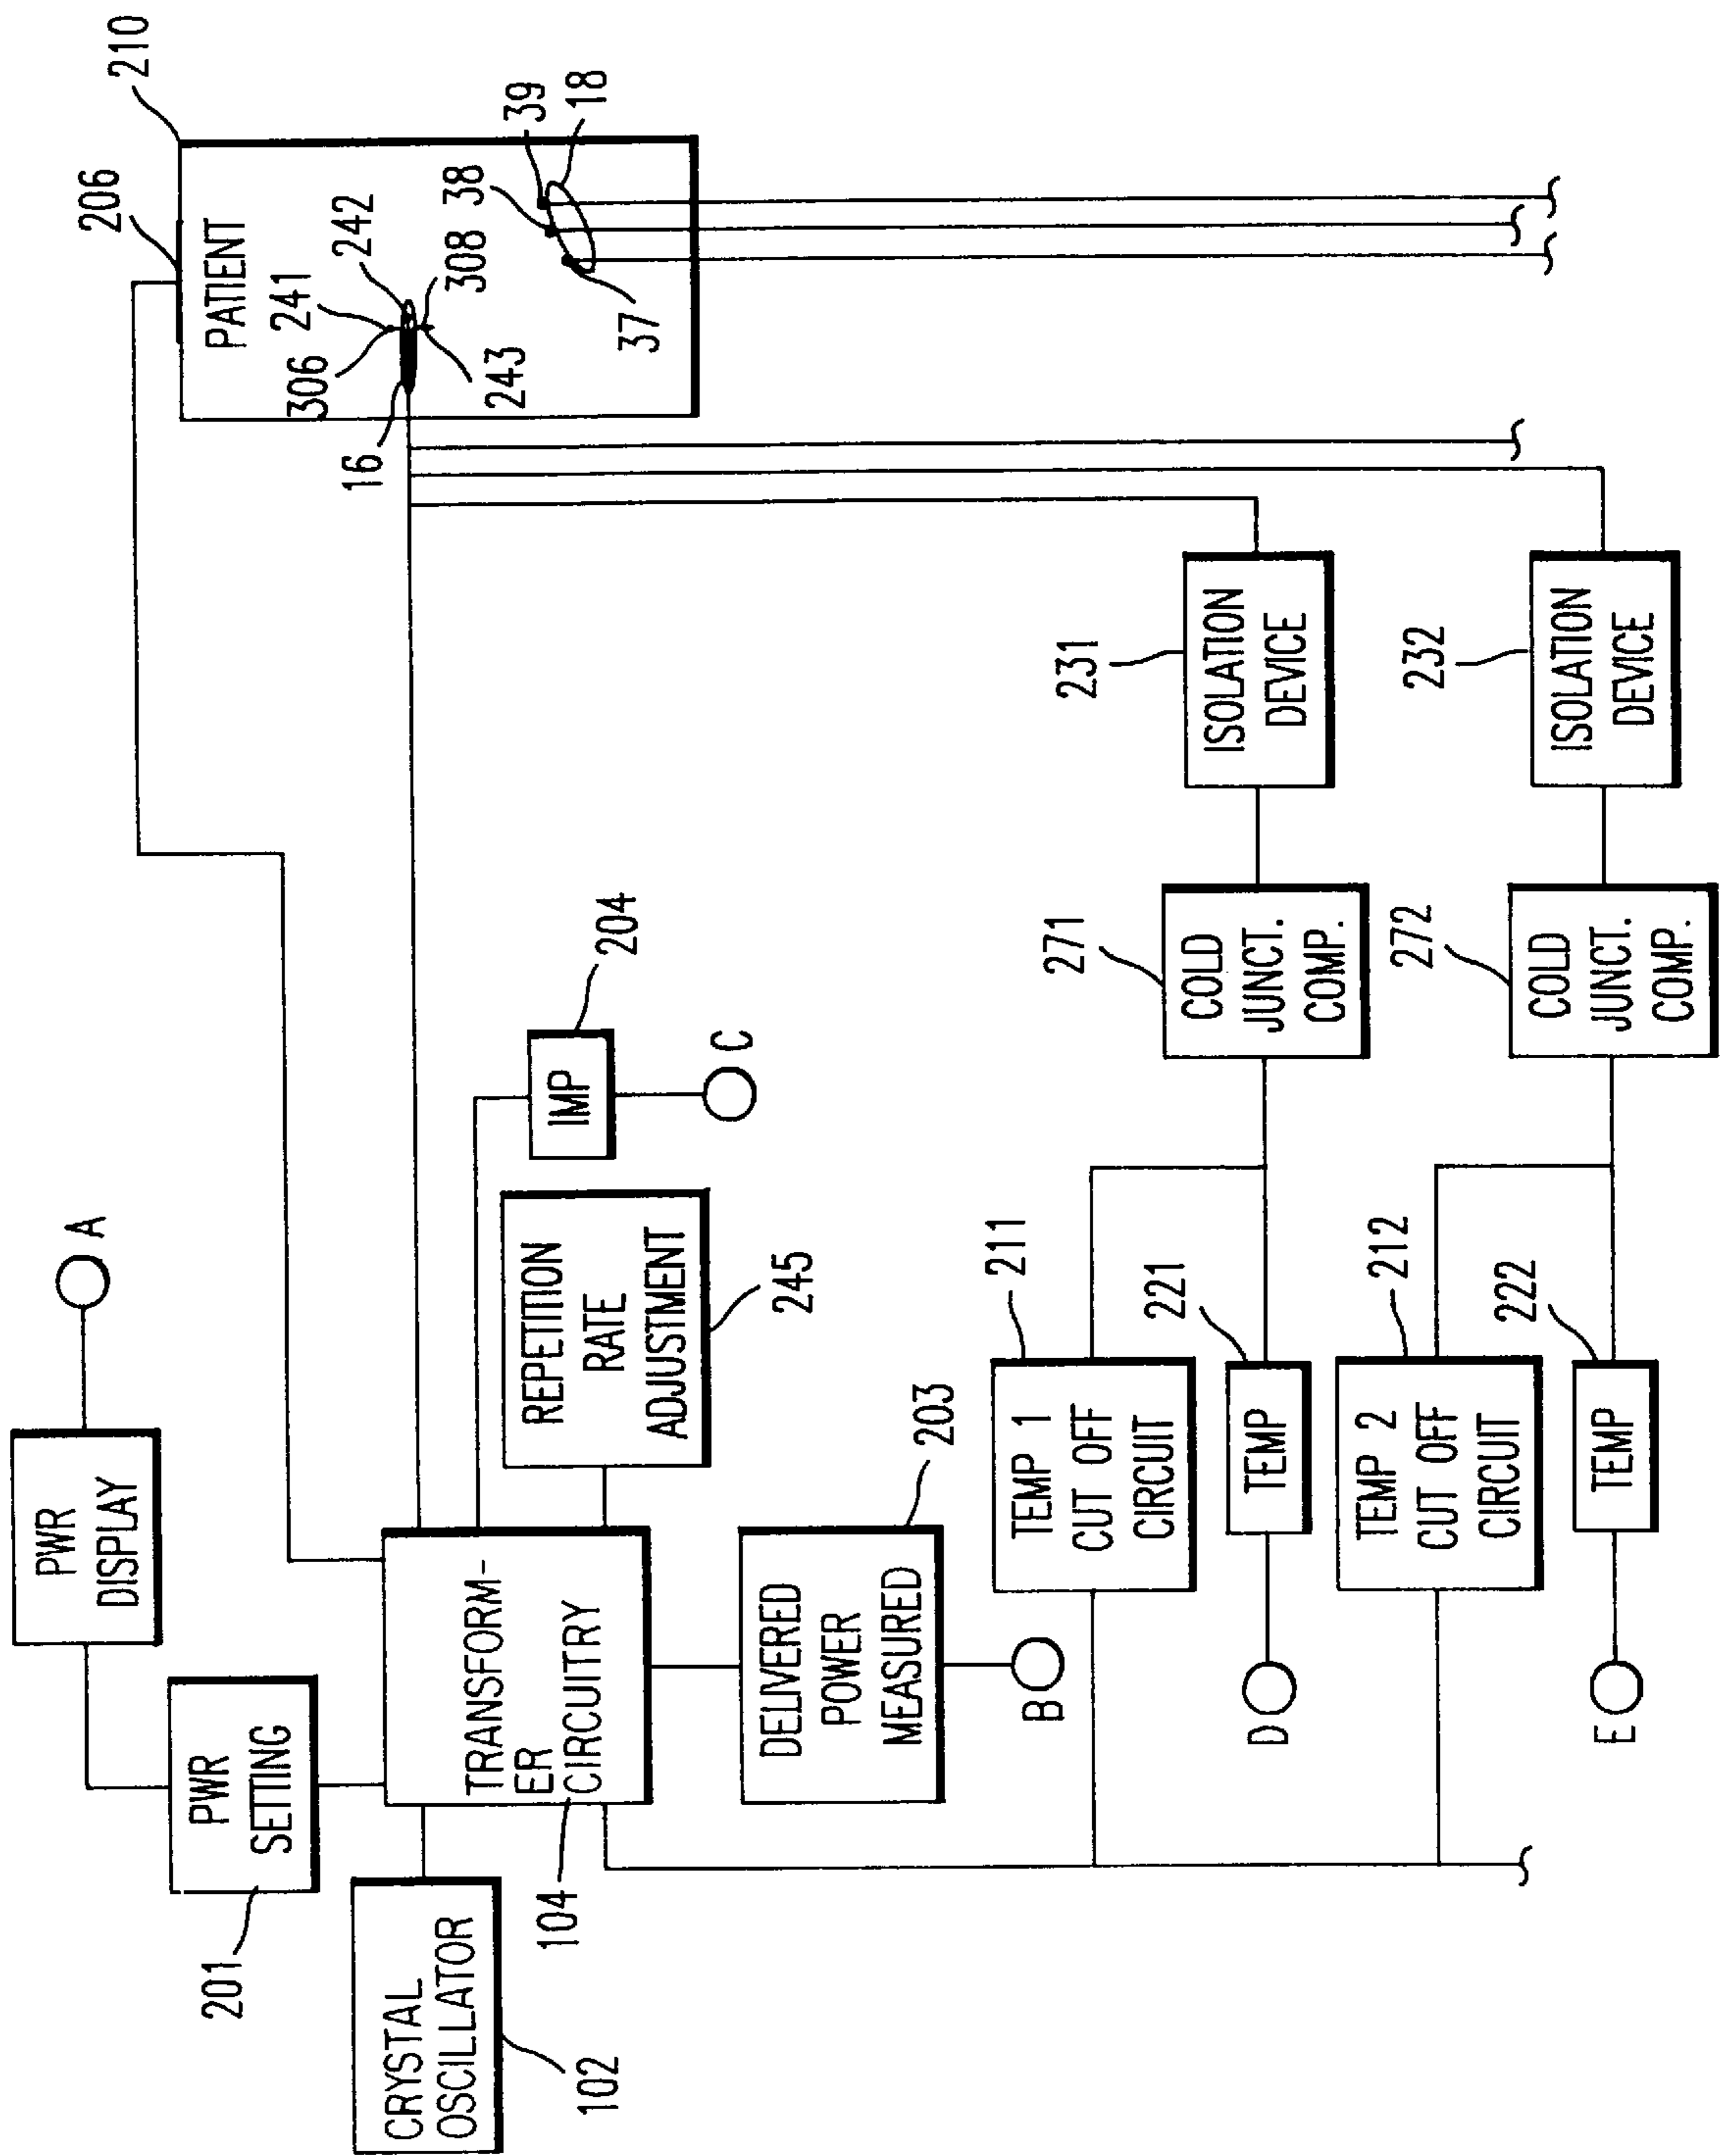 210
206
PATIENT
39
18
38
242
241
308
306
243
37
16
A
PWR
DISPLAY
PWR
SETTING
201
204
IMP
C
REPETITION
RATE
ADJUSTMENT
245
TRANSFORM-
ER
CIRCUITRY
104
CRYSTAL
OSCILLATOR
102
DELIVERED
POWER
MEASURED
203
B
231
ISOLATION
DEVICE
271
COLD
JUNCT.
COMP.
211
TEMP 1
CUT OFF
CIRCUIT
221
TEMP
D
232
ISOLATION
DEVICE
272
COLD
JUNCT.
COMP.
212
TEMP 2
CUT OFF
CIRCUIT
222
TEMP
E